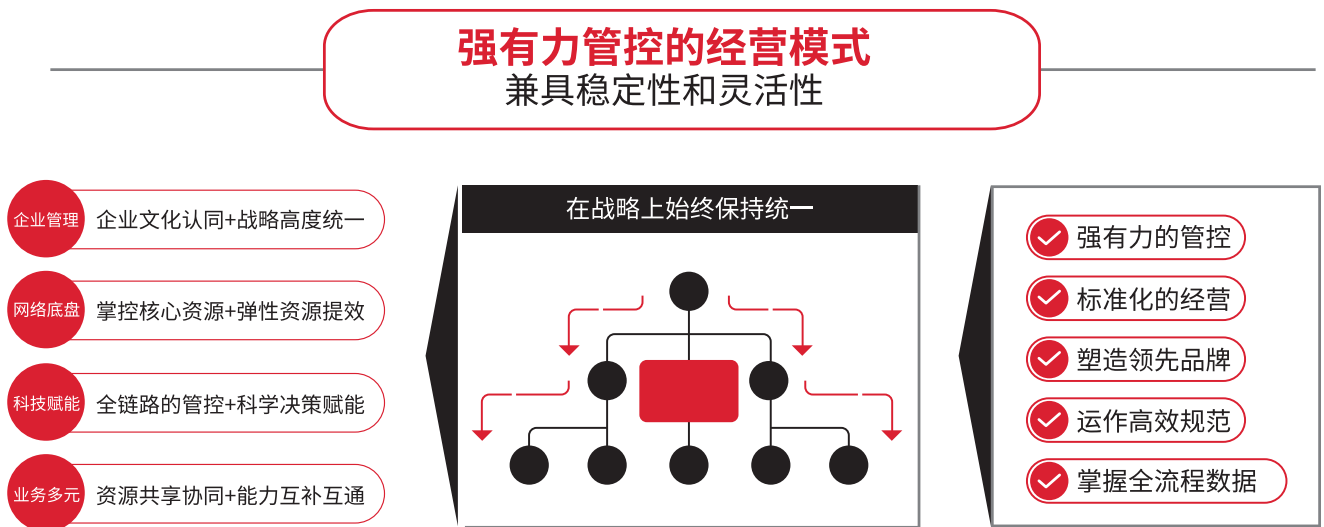 强有力管控的经营模式
兼具稳定性和灵活性
企业管理
企业文化认同+战略高度统一
网络底盘
掌控核心资源+弹性资源提效
科技赋能
全链路的管控+科学决策赋能
业务多元
资源共享协同+能力互补互通
在战略上始终保持统一
强有力的管控
标准化的经营
塑造领先品牌
运作高效规范
掌握全流程数据